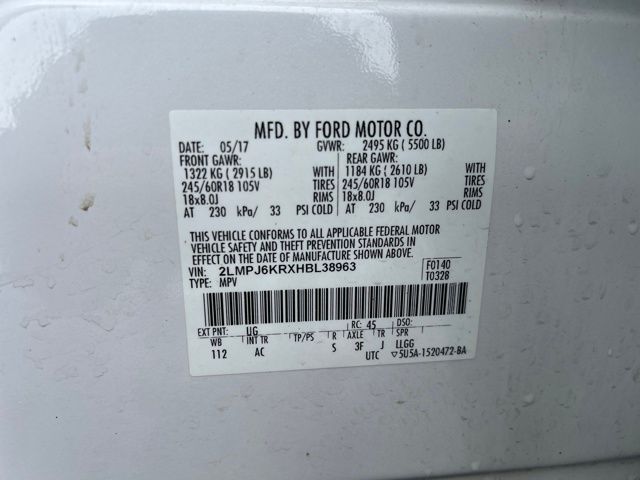 MFD. BY FORD MOTOR CO.
DATE: 05/17 GVWR: 2495 KG ( 5500 LB)
FRONT GAWR: REAR GAWR:
1322 KG ( 2915 LB) WITH 1184 KG ( 2610 LB) WITH
245/60R18 105V TIRES 245/60R18 105V TIRES
18x8.0J RIMS 18x8.0J RIMS
AT 230 kPa/ 33 PSI COLD AT 230 kPa/ 33 PSI COLD
THIS VEHICLE CONFORMS TO ALL APPLICABLE FEDERAL MOTOR
VEHICLE SAFETY AND THEFT PREVENTION STANDARDS IN
EFFECT ON THE DATE OF MANUFACTURE SHOWN ABOVE.
VIN: 2LMPJ6KRXHBL38963 F0140
TYPE: MPV T0328
EXT PNT: UG RC: 45 DSO:
WB INT TR TP/PS R AXLE TR SPR
112 AC S 3F J LLGG
UTC ▽5U5A-1520472-BA